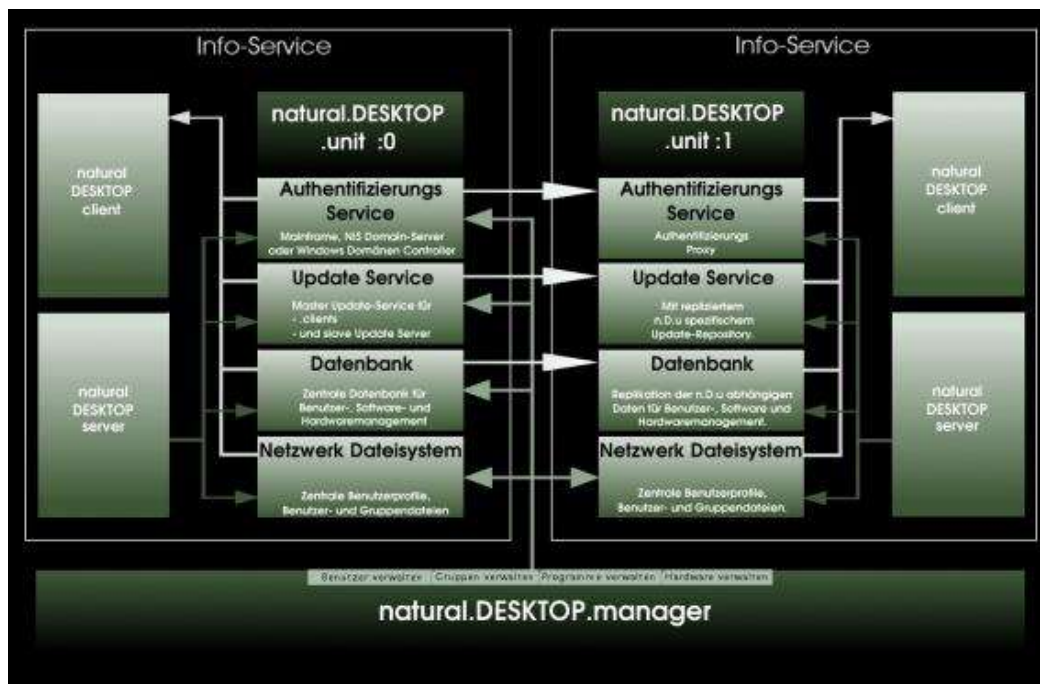 Info-Service
natural
DESKTOP
client
natural
DESKTOP
server
natural.DESKTOP
.unit :0
Authentifizierungs
Service
Mainframe, NIS Domain-Server
oder Windows Domänen Controller
Update Service
Master Update-Service für
- .clients
- und slave Update Server
Datenbank
Zentrale Datenbank für
Benutzer-, Software- und
Hardwaremanagement
Netzwerk Dateisystem
Zentrale Benutzerprofile,
Benutzer- und Gruppendateien
Info-Service
natural.DESKTOP
.unit :1
Authentifizierungs
Service
Authentifizierungs
Proxy
Update Service
Mit repliziertem
n.D.u spezifischem
Update-Repository.
Datenbank
Replikation der n.D.u abhängigen
Daten für Benutzer-, Software und
Hardwaremanagement.
Netzwerk Dateisystem
Zentrale Benutzerprofile,
Benutzer- und Gruppendateien.
natural
DESKTOP
client
natural
DESKTOP
server
Benutzer verwalten Gruppen verwalten Programme verwalten Hardware verwalten
natural.DESKTOP.manager